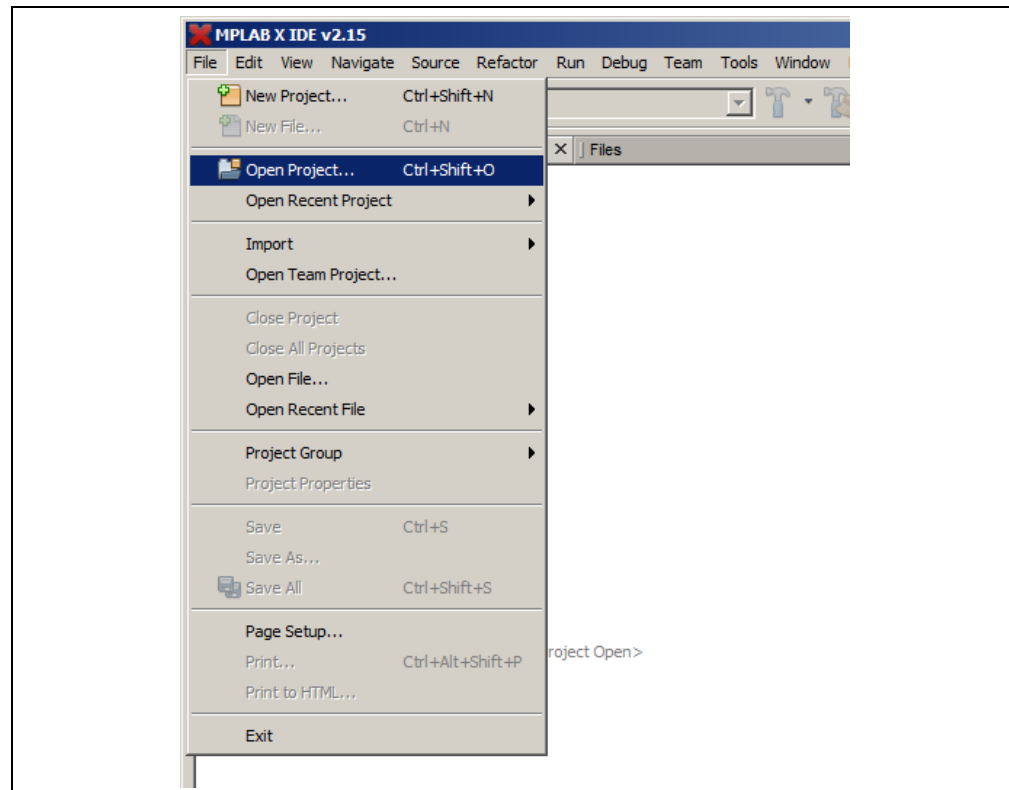 MPLAB X IDE v2.15
File Edit View Navigate Source Refactor Run Debug Team Tools Window
New Project... Ctrl+Shift+N
New File... Ctrl+N
Files
Open Project... Ctrl+Shift+O
Open Recent Project
Import
Open Team Project...
Close Project
Close All Projects
Open File...
Open Recent File
Project Group
Project Properties
Save Ctrl+S
Save As...
Save All Ctrl+Shift+S
Page Setup...
roject Open>
Print... Ctrl+Alt+Shift+P
Print to HTML...
Exit